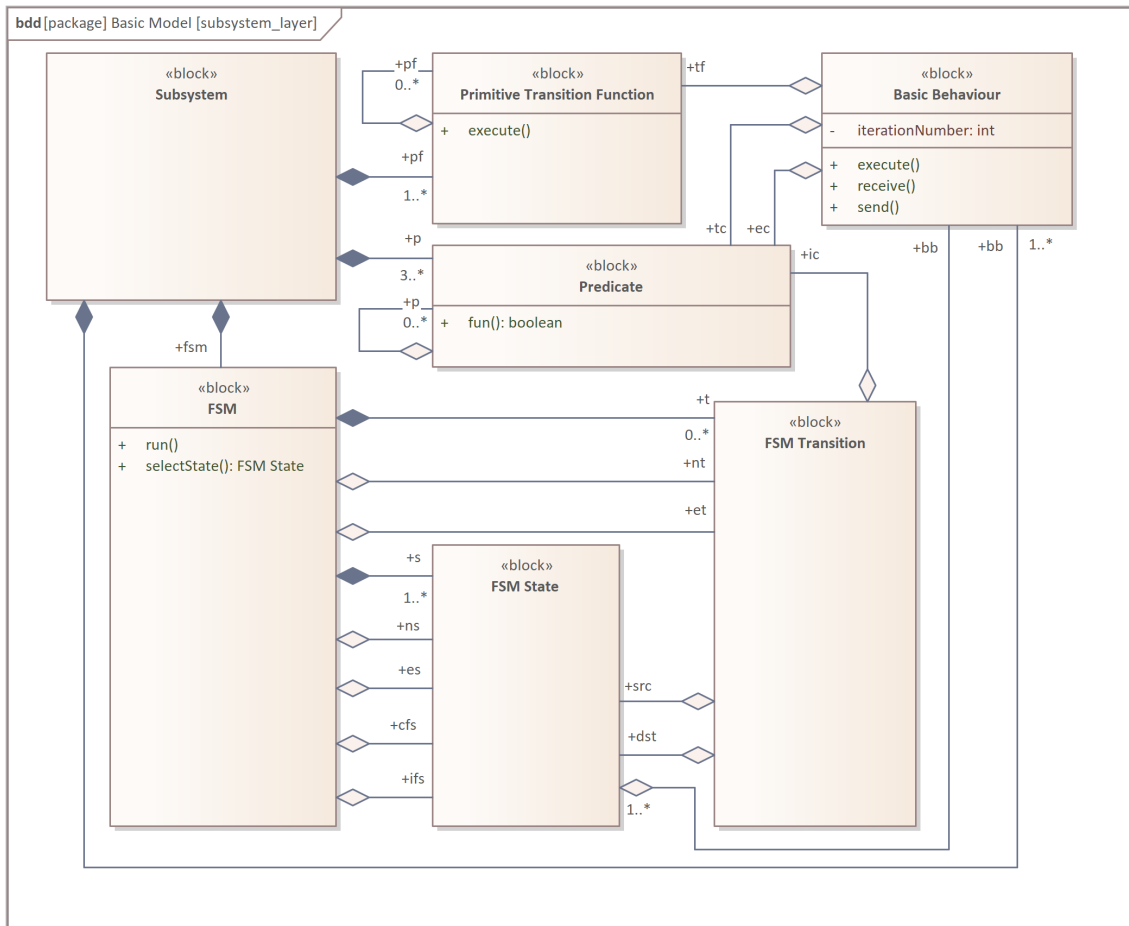 bdd [package] Basic Model [subsystem_layer]
«block»
Subsystem
+pf
0..*
«block»
Primitive Transition Function
+ execute()
+tf
«block»
Basic Behaviour
- iterationNumber: int
+ execute()
+ receive()
+ send()
+pf
1..*
+tc
+ec
+bb
+bb
1..*
+p
3..*
«block»
Predicate
+ fun(): boolean
+ic
+p
0..*
+fsm
«block»
FSM
+ run()
+ selectState(): FSM State
+t
0..*
+nt
+et
«block»
FSM Transition
+s
1..*
+ns
+es
+cfs
+ifs
«block»
FSM State
+src
+dst
1..*